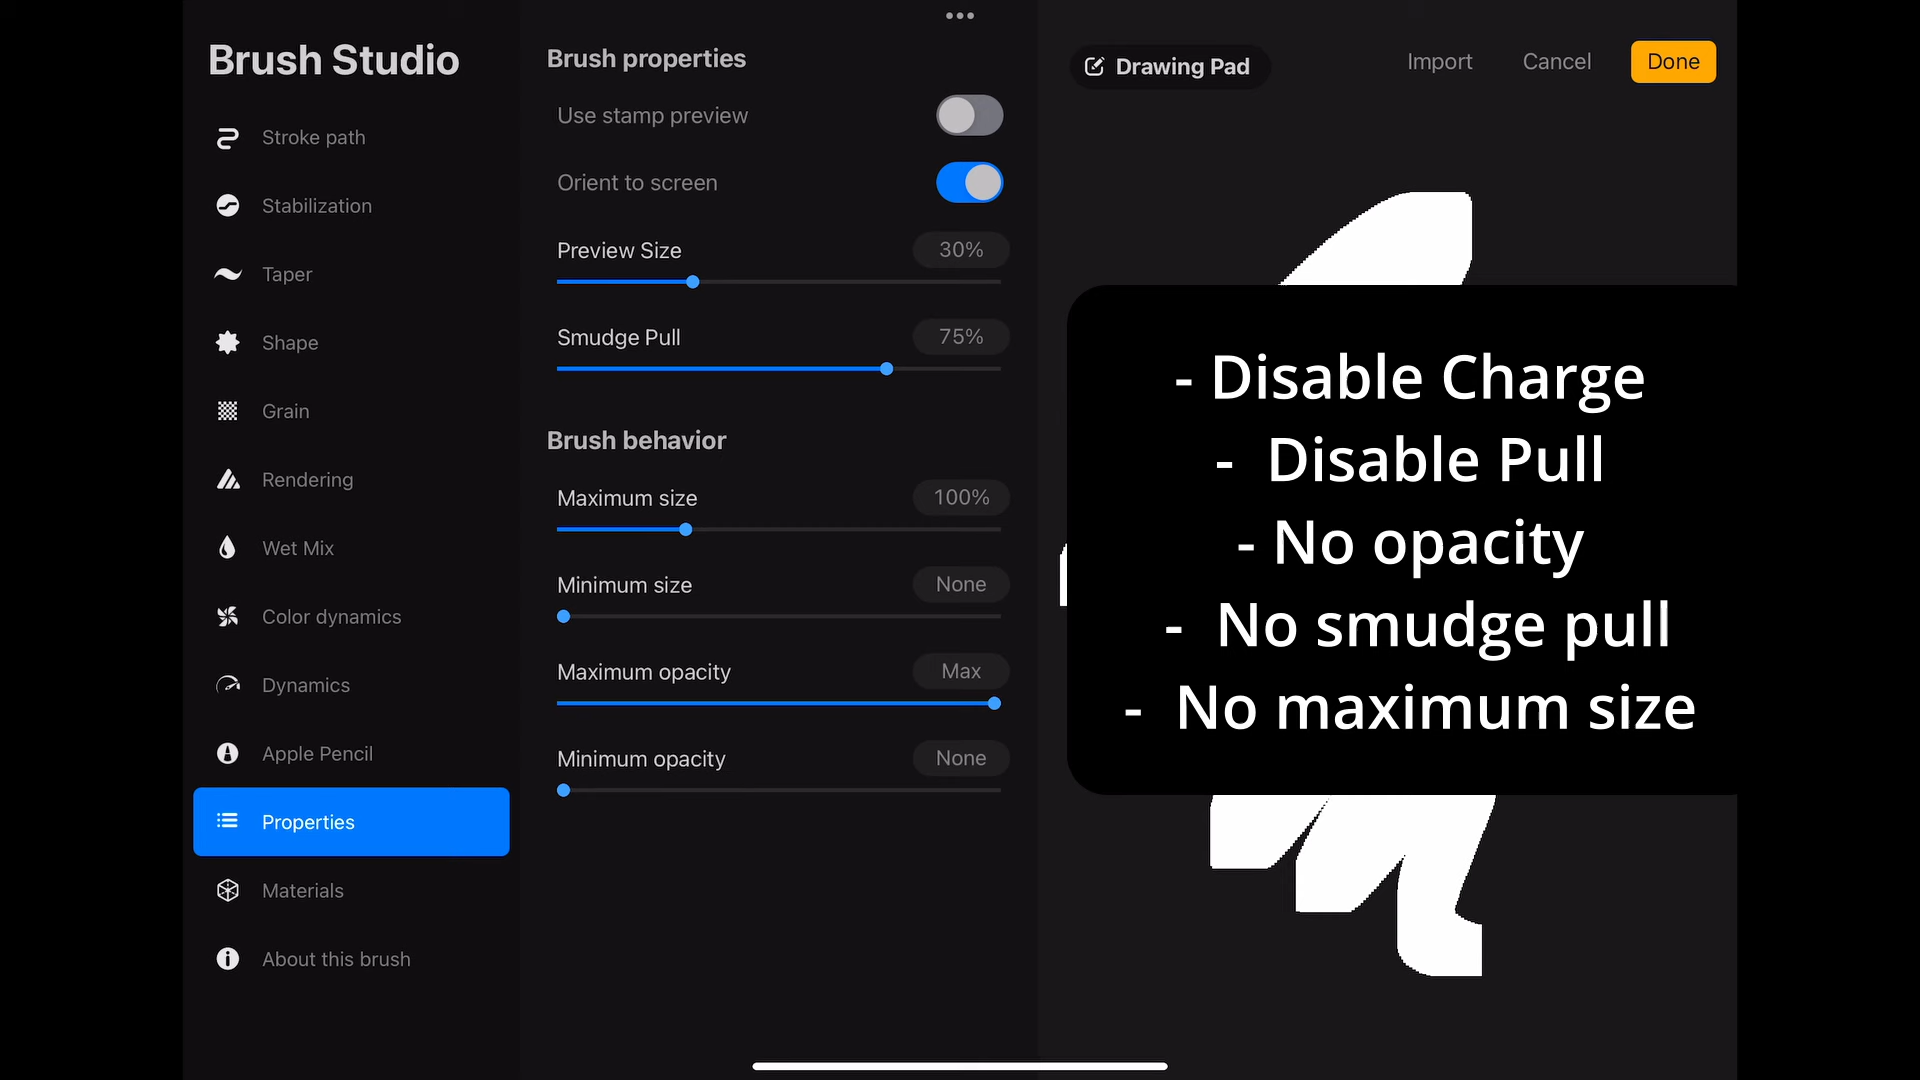 Brush Studio
Stroke path
Stabilization
Taper
Shape
Grain
Rendering
Wet Mix
Color dynamics
Dynamics
Apple Pencil
Properties
Materials
About this brush
Brush properties
Use stamp preview
Orient to screen
Preview Size 30%
Smudge Pull 75%
Brush behavior
Maximum size 100%
Minimum size None
Maximum opacity Max
Minimum opacity None
Drawing Pad Import Cancel Done
- Disable Charge
- Disable Pull
- No opacity
- No smudge pull
- No maximum size